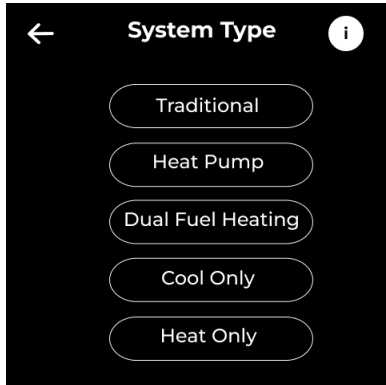 System Type
i
Traditional
Heat Pump
Dual Fuel Heating
Cool Only
Heat Only